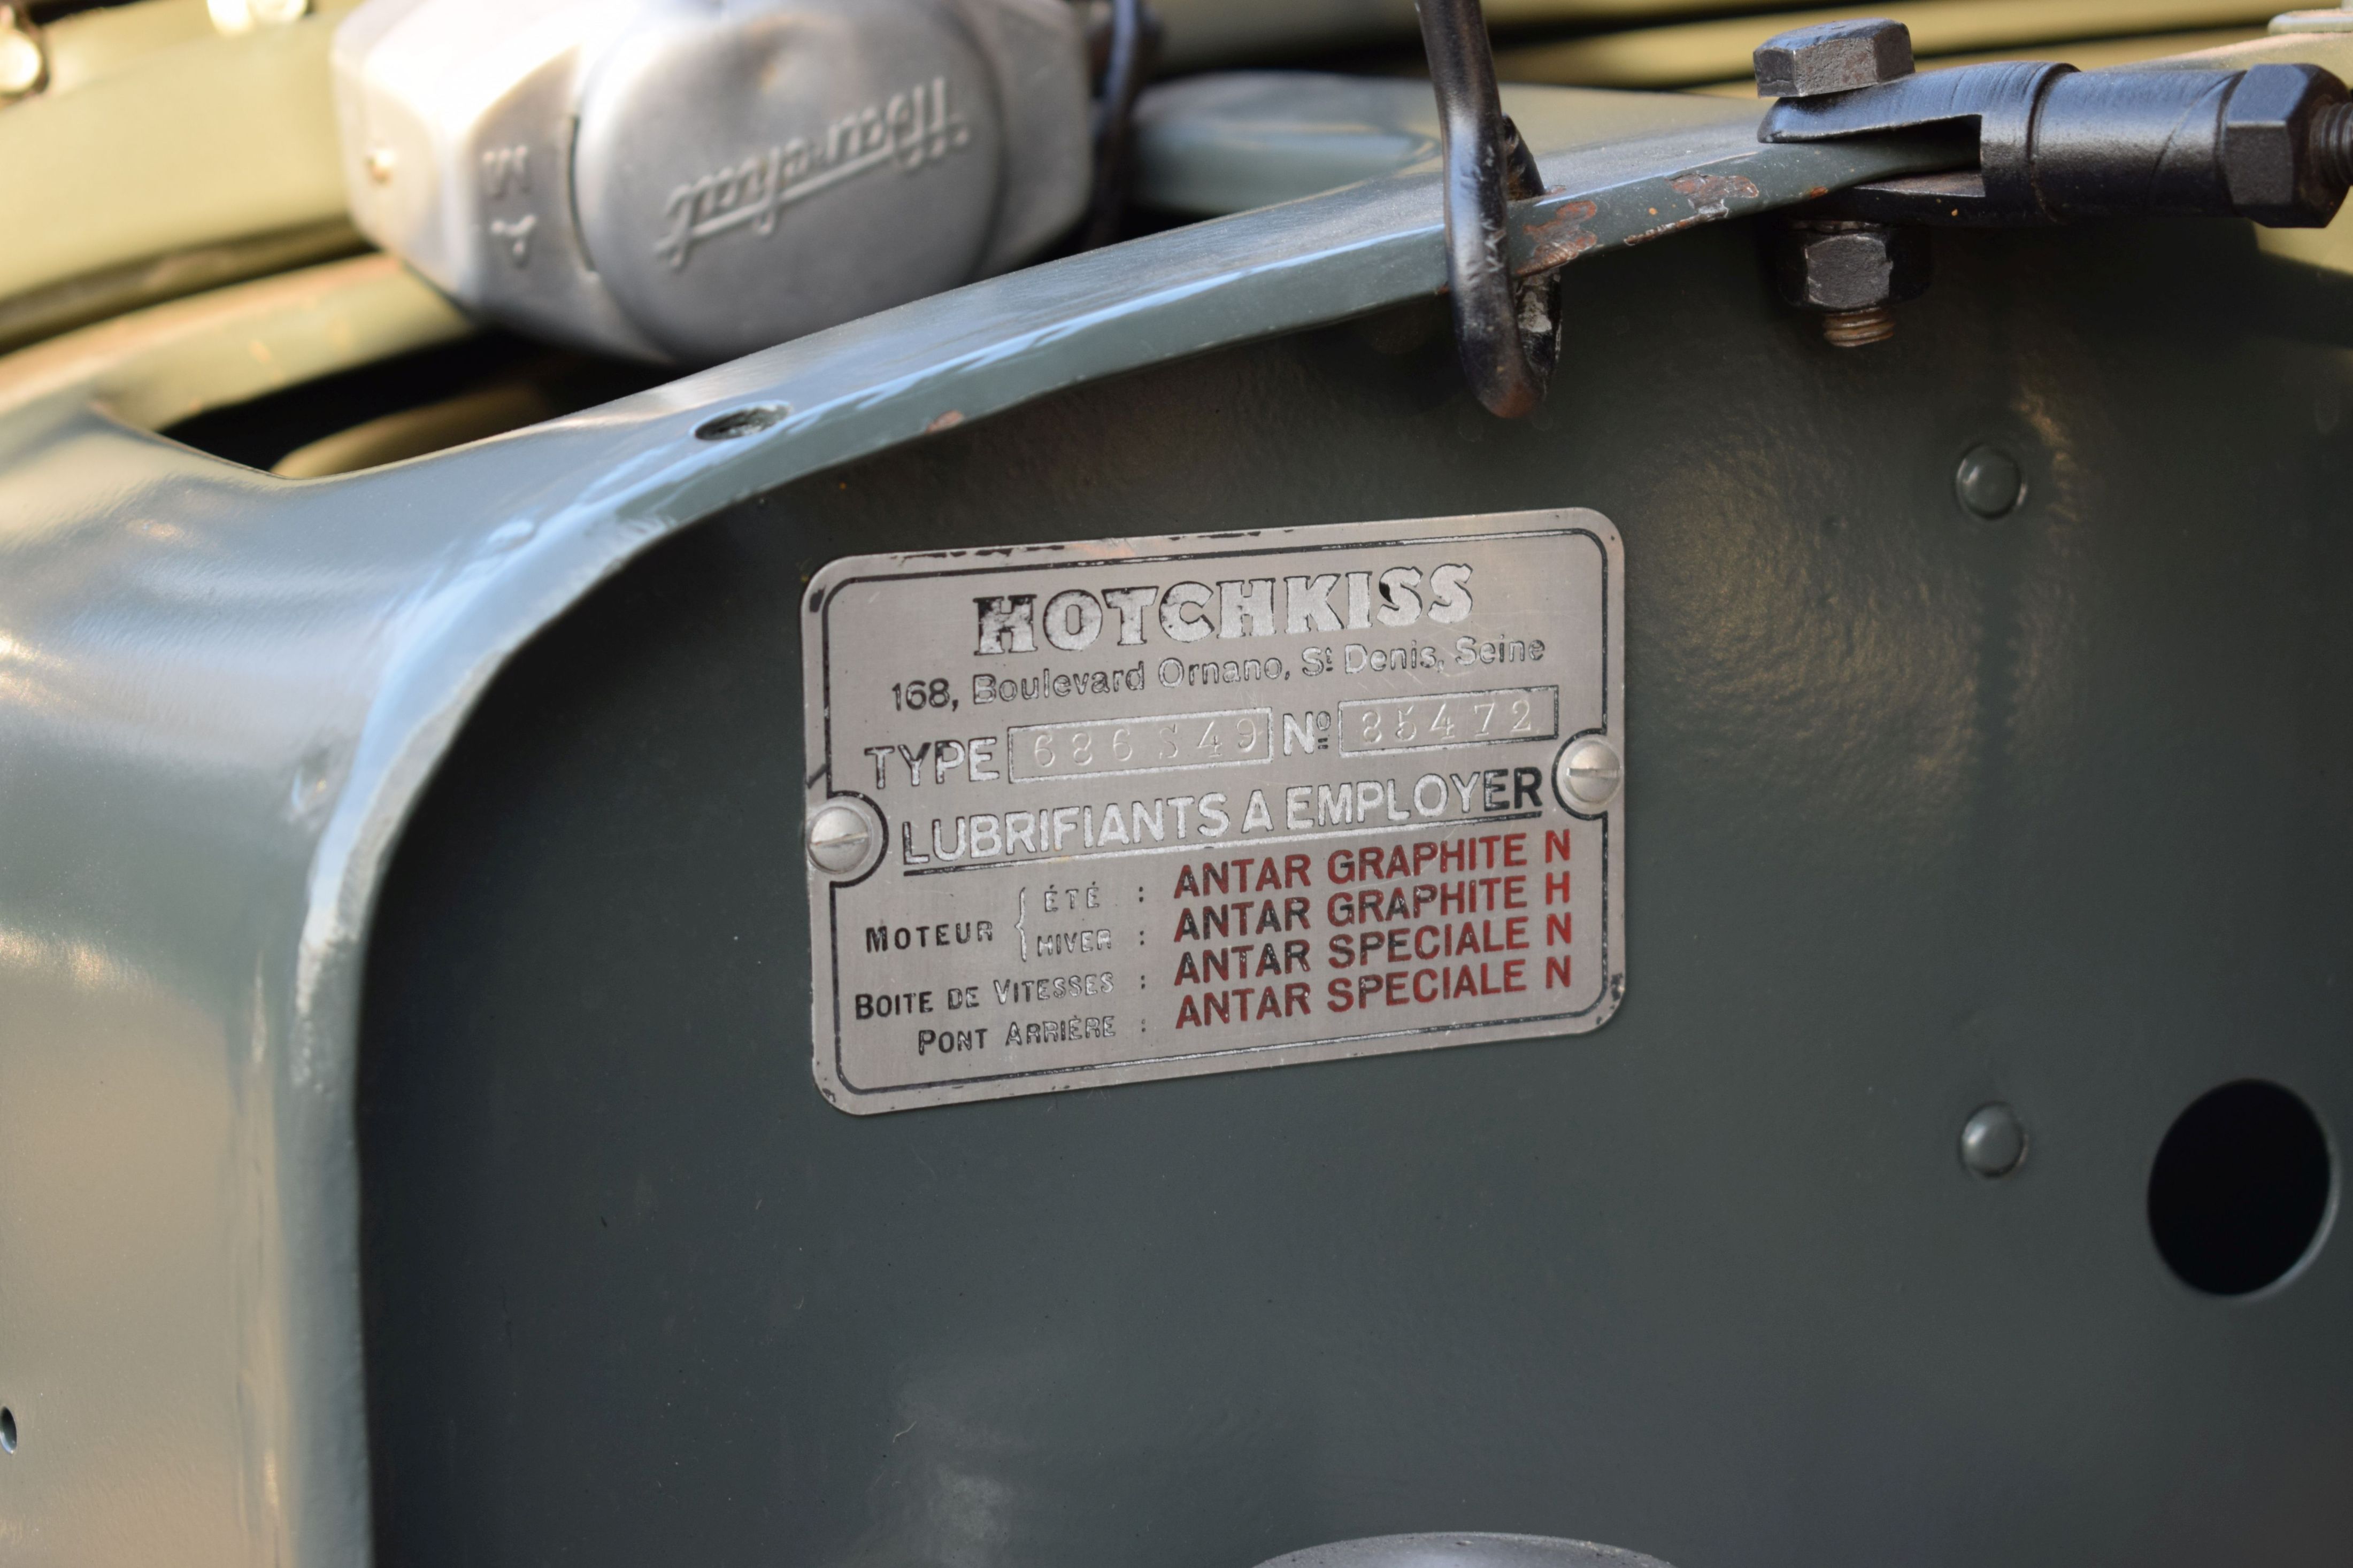 HOTCHKISS
168, Boulevard Ornano, St Denis, Seine
TYPE 686 S 49 Nº 85472
LUBRIFIANTS A EMPLOYER
MOTEUR { ÉTÉ : ANTAR GRAPHITE N
HIVER : ANTAR GRAPHITE H
BOITE DE VITESSES : ANTAR SPECIALE N
PONT ARRIÈRE : ANTAR SPECIALE N